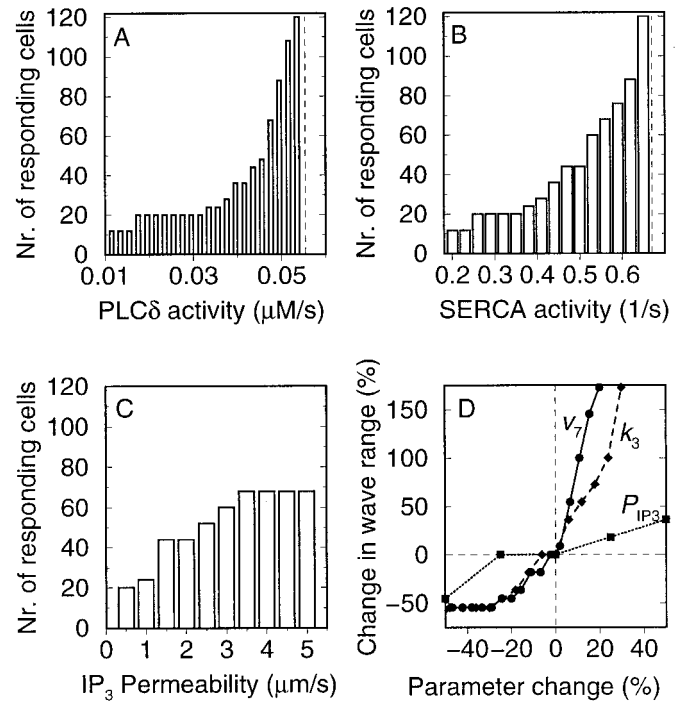 A
Nr. of responding cells
120
100
80
60
40
20
0
0.01 0.03 0.05
PLCδ activity (μM/s)
B
Nr. of responding cells
120
100
80
60
40
20
0
0.2 0.3 0.4 0.5 0.6
SERCA activity (1/s)
C
Nr. of responding cells
120
100
80
60
40
20
0
0 1 2 3 4 5
IP₃ Permeability (μm/s)
D
Change in wave range (%)
150
100
50
0
−50
v₇
k₃
P_IP3
−40 −20 0 20 40
Parameter change (%)